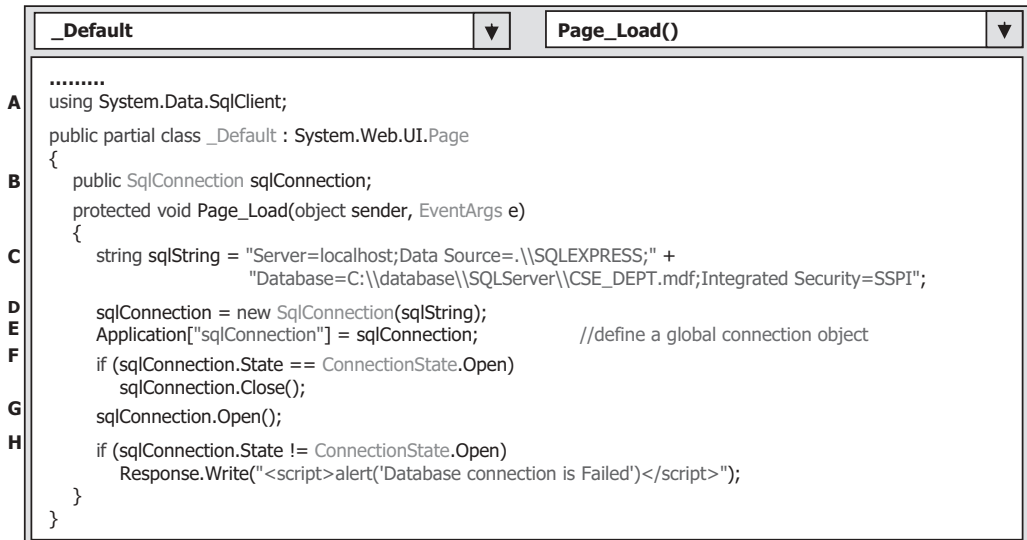 _Default Page_Load()
………
A using System.Data.SqlClient;
public partial class _Default : System.Web.UI.Page
{
B public SqlConnection sqlConnection;
protected void Page_Load(object sender, EventArgs e)
{
C string sqlString = "Server=localhost;Data Source=.\\SQLEXPRESS;" +
"Database=C:\\database\\SQLServer\\CSE_DEPT.mdf;Integrated Security=SSPI";
D sqlConnection = new SqlConnection(sqlString);
E Application["sqlConnection"] = sqlConnection; //define a global connection object
F if (sqlConnection.State == ConnectionState.Open)
sqlConnection.Close();
G sqlConnection.Open();
H if (sqlConnection.State != ConnectionState.Open)
Response.Write("<script>alert('Database connection is Failed')</script>");
}
}